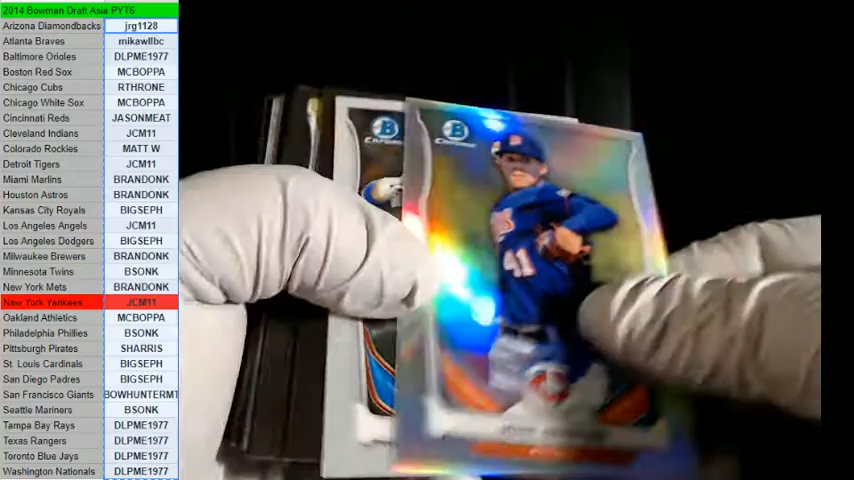 2014 Bowman Draft Asia PYT6
Arizona Diamondbacks jrg1128
Atlanta Braves mikawllbc
Baltimore Orioles DLPME1977
Boston Red Sox MCBOPPA
Chicago Cubs RTHRONE
Chicago White Sox MCBOPPA
Cincinnati Reds JASONMEAT
Cleveland Indians JCM11
Colorado Rockies MATT W
Detroit Tigers JCM11
Miami Marlins BRANDONK
Houston Astros BRANDONK
Kansas City Royals BIGSEPH
Los Angeles Angels JCM11
Los Angeles Dodgers BIGSEPH
Milwaukee Brewers BRANDONK
Minnesota Twins BSONK
New York Mets BRANDONK
New York Yankees JCM11
Oakland Athletics MCBOPPA
Philadelphia Phillies BSONK
Pittsburgh Pirates SHARRIS
St. Louis Cardinals BIGSEPH
San Diego Padres BIGSEPH
San Francisco Giants BOWHUNTERMT
Seattle Mariners BSONK
Tampa Bay Rays DLPME1977
Texas Rangers DLPME1977
Toronto Blue Jays DLPME1977
Washington Nationals DLPME1977
B
Chrome
B
Chrome
41